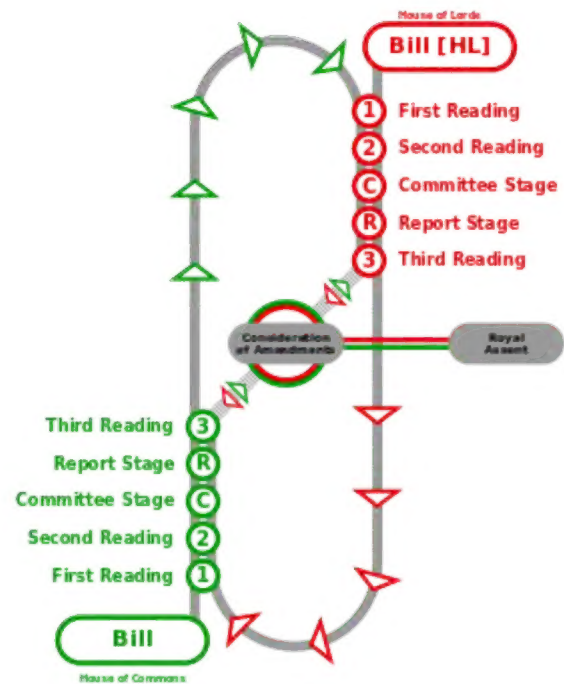 House of Lords
Bill [HL]
1 First Reading
2 Second Reading
C Committee Stage
R Report Stage
3 Third Reading
Consideration
of Amendments
Royal
Assent
Third Reading 3
Report Stage R
Committee Stage C
Second Reading 2
First Reading 1
Bill
House of Commons